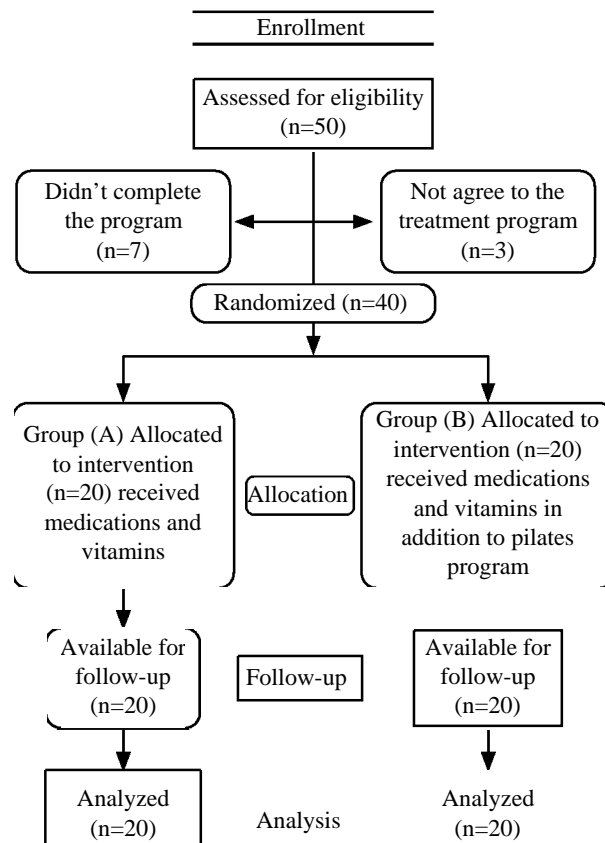 Enrollment
Assessed for eligibility
(n=50)
Didn’t complete
the program
(n=7)
Not agree to the
treatment program
(n=3)
Randomized (n=40)
Group (A) Allocated
to intervention
(n=20) received
medications and
vitamins
Allocation
Group (B) Allocated to
intervention (n=20)
received medications
and vitamins in
addition to pilates
program
Available for
follow-up
(n=20)
Follow-up
Available for
follow-up
(n=20)
Analyzed
(n=20)
Analysis
Analyzed
(n=20)